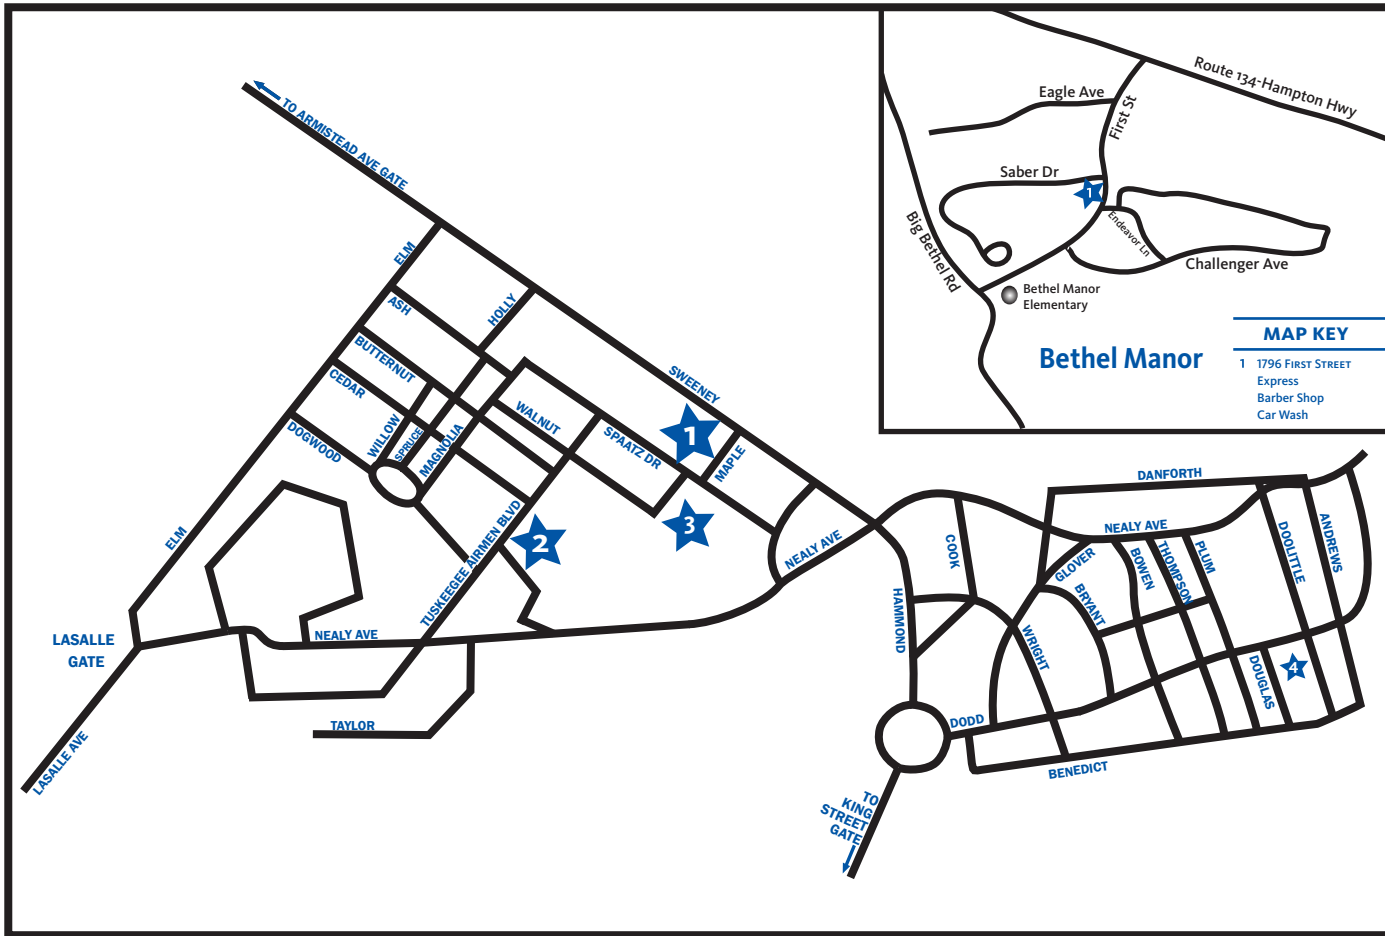 TO ARMISTEAD AVE GATE
ELM
ASH
HOLLY
BUTTERNUT
CEDAR
DOGWOOD
WILLOW
SPRUCE
MAGNOLIA
WALNUT
SPAATZ DR
SWEENEY
MAPLE
1
2
3
ELM
TUSKEGEE AIRMEN BLVD
NEALY AVE
NEALY AVE
LASALLE
GATE
LASALLE AVE
TAYLOR
HAMMOND
COOK
DANFORTH
NEALY AVE
GLOVER
BRYANT
BOWEN
THOMPSON
PLUM
DOOLITTLE
ANDREWS
WRIGHT
DOUGLAS
4
DODD
BENEDICT
TO
KING
STREET
GATE
Route 134-Hampton Hwy
Eagle Ave
First St
Saber Dr
1
Endeavor Ln
Big Bethel Rd
Challenger Ave
Bethel Manor
Elementary
Bethel Manor
MAP KEY
1 1796 FIRST STREET
Express
Barber Shop
Car Wash